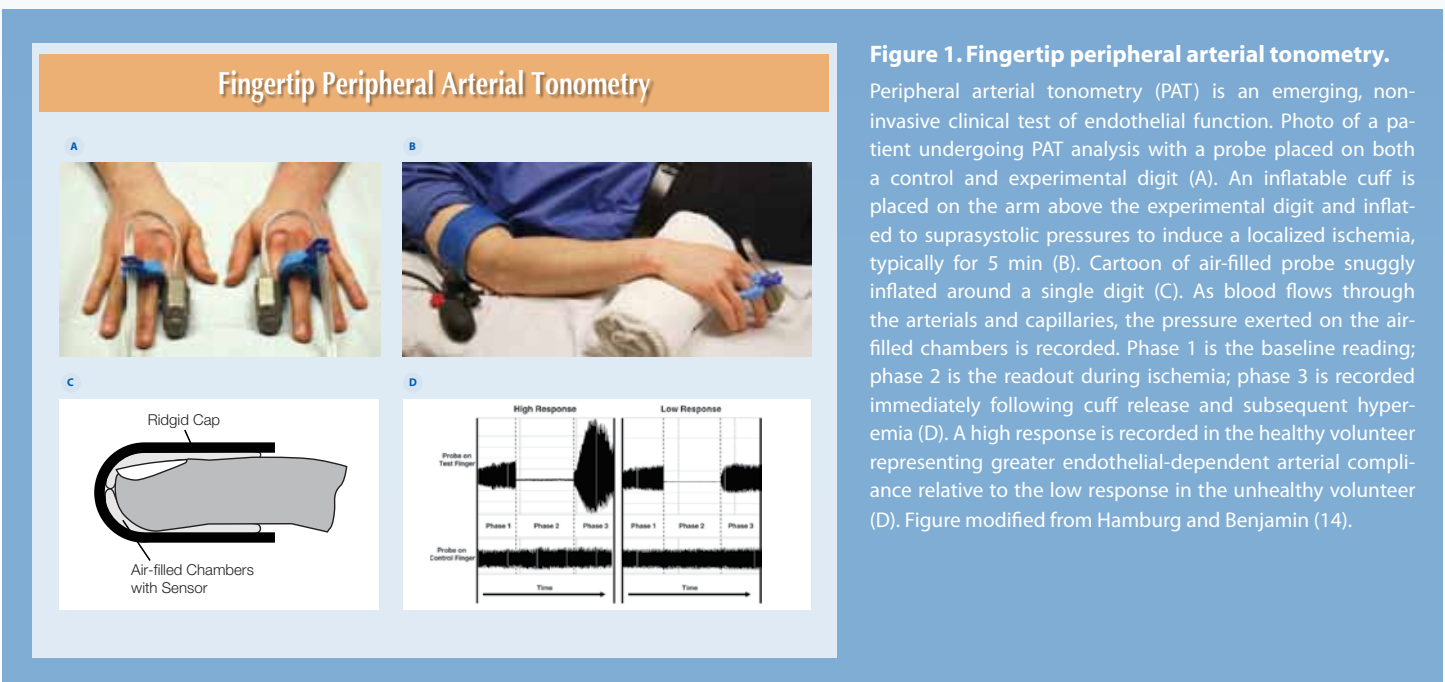 Fingertip Peripheral Arterial Tonometry
A
B
C
Ridgid Cap
Air-filled Chambers
with Sensor
D
High Response
Low Response
Probe on
Test Finger
Phase 1
Phase 2
Phase 3
Phase 1
Phase 2
Phase 3
Probe on
Control Finger
Time
Time
Figure 1. Fingertip peripheral arterial tonometry.
Peripheral arterial tonometry (PAT) is an emerging, non-
invasive clinical test of endothelial function. Photo of a pa-
tient undergoing PAT analysis with a probe placed on both
a control and experimental digit (A). An inflatable cuff is
placed on the arm above the experimental digit and inflat-
ed to suprasystolic pressures to induce a localized ischemia,
typically for 5 min (B). Cartoon of air-filled probe snuggly
inflated around a single digit (C). As blood flows through
the arterials and capillaries, the pressure exerted on the air-
filled chambers is recorded. Phase 1 is the baseline reading;
phase 2 is the readout during ischemia; phase 3 is recorded
immediately following cuff release and subsequent hyper-
emia (D). A high response is recorded in the healthy volunteer
representing greater endothelial-dependent arterial compli-
ance relative to the low response in the unhealthy volunteer
(D). Figure modified from Hamburg and Benjamin (14).